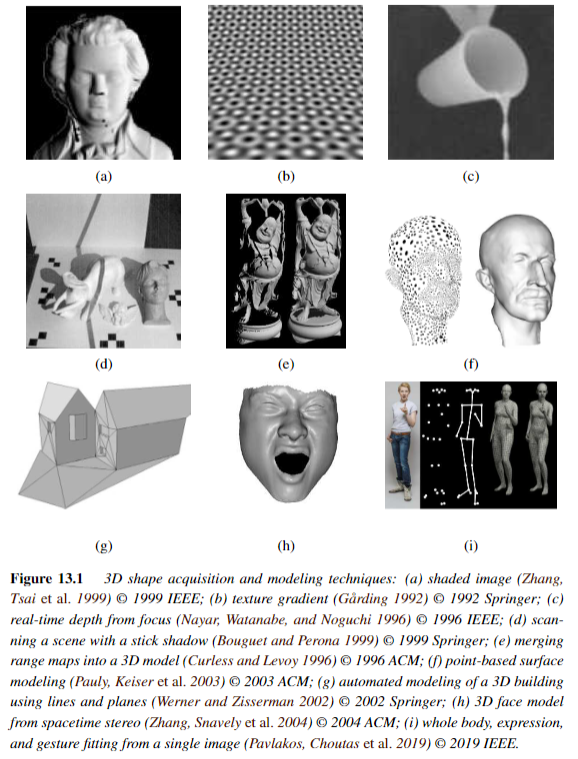 (a)
(b)
(c)
(d)
(e)
(f)
(g)
(h)
(i)
Figure 13.1 3D shape acquisition and modeling techniques: (a) shaded image (Zhang,
Tsai et al. 1999) © 1999 IEEE; (b) texture gradient (Gårding 1992) © 1992 Springer; (c)
real-time depth from focus (Nayar, Watanabe, and Noguchi 1996) © 1996 IEEE; (d) scan-
ning a scene with a stick shadow (Bouguet and Perona 1999) © 1999 Springer; (e) merging
range maps into a 3D model (Curless and Levoy 1996) © 1996 ACM; (f) point-based surface
modeling (Pauly, Keiser et al. 2003) © 2003 ACM; (g) automated modeling of a 3D building
using lines and planes (Werner and Zisserman 2002) © 2002 Springer; (h) 3D face model
from spacetime stereo (Zhang, Snavely et al. 2004) © 2004 ACM; (i) whole body, expression,
and gesture fitting from a single image (Pavlakos, Choutas et al. 2019) © 2019 IEEE.